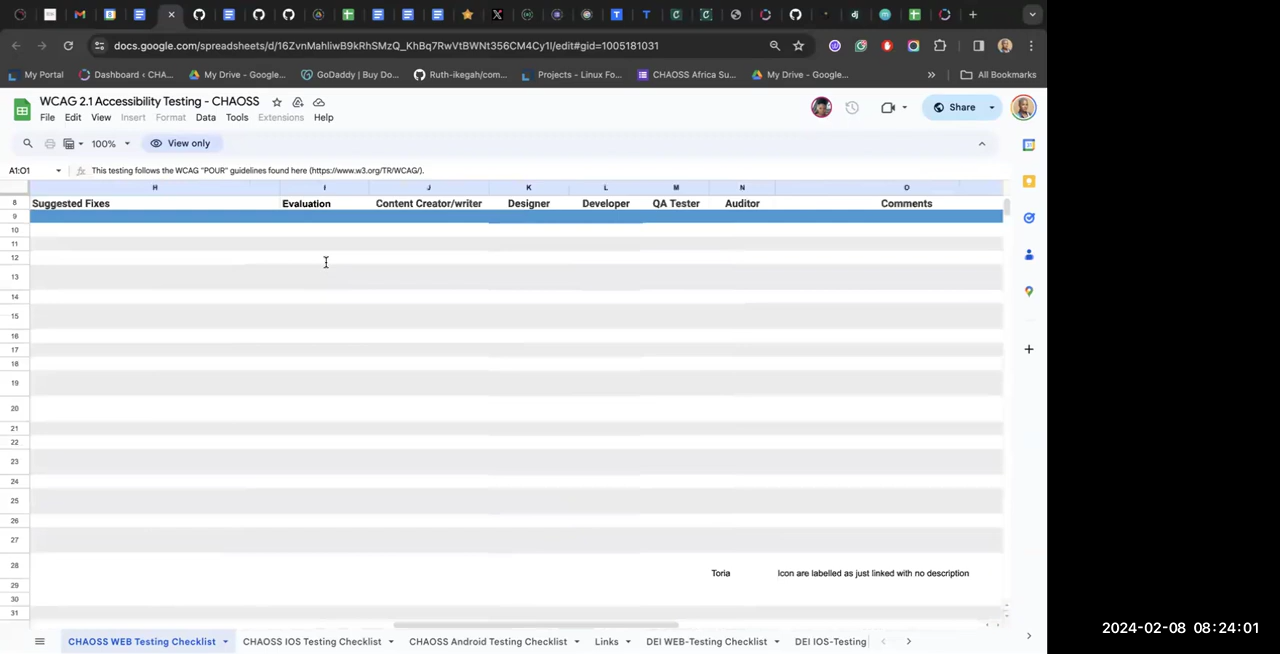 docs.google.com/spreadsheets/d/16ZvnMahliwB9kRhSMzQ_KhBq7RwVtBWNt356CM4Cy1I/edit#gid=1005181031
My Portal Dashboard ‹ CHA... My Drive - Google... GoDaddy | Buy Do... Ruth-ikegah/com... Projects - Linux Fo... CHAOSS Africa Su... My Drive - Google... » All Bookmarks
WCAG 2.1 Accessibility Testing - CHAOSS
File Edit View Insert Format Data Tools Extensions Help
Share
100% View only
A1:O1 This testing follows the WCAG "POUR" guidelines found here (https://www.w3.org/TR/WCAG/).
H I J K L M N O
8 Suggested Fixes Evaluation Content Creator/writer Designer Developer QA Tester Auditor Comments
9
10
11
12
13
14
15
16
17
18
19
20
21
22
23
24
25
26
27
28 Toria Icon are labelled as just linked with no description
29
30
31
CHAOSS WEB Testing Checklist CHAOSS IOS Testing Checklist CHAOSS Android Testing Checklist Links DEI WEB-Testing Checklist DEI IOS-Testing
2024-02-08 08:24:01